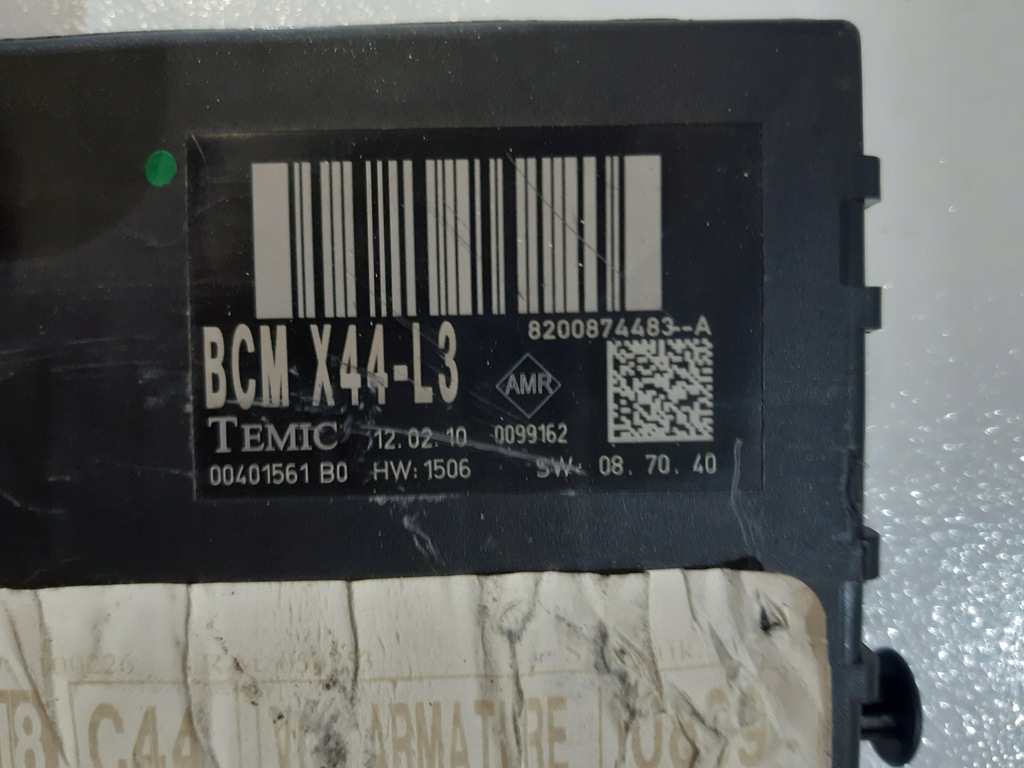 8200874483--A
BCM X44-L3
AMR
TEMIC 12.02.10 0099162
00401561 B0 HW: 1506 SW: 08.70.40
C44 ARMATURE